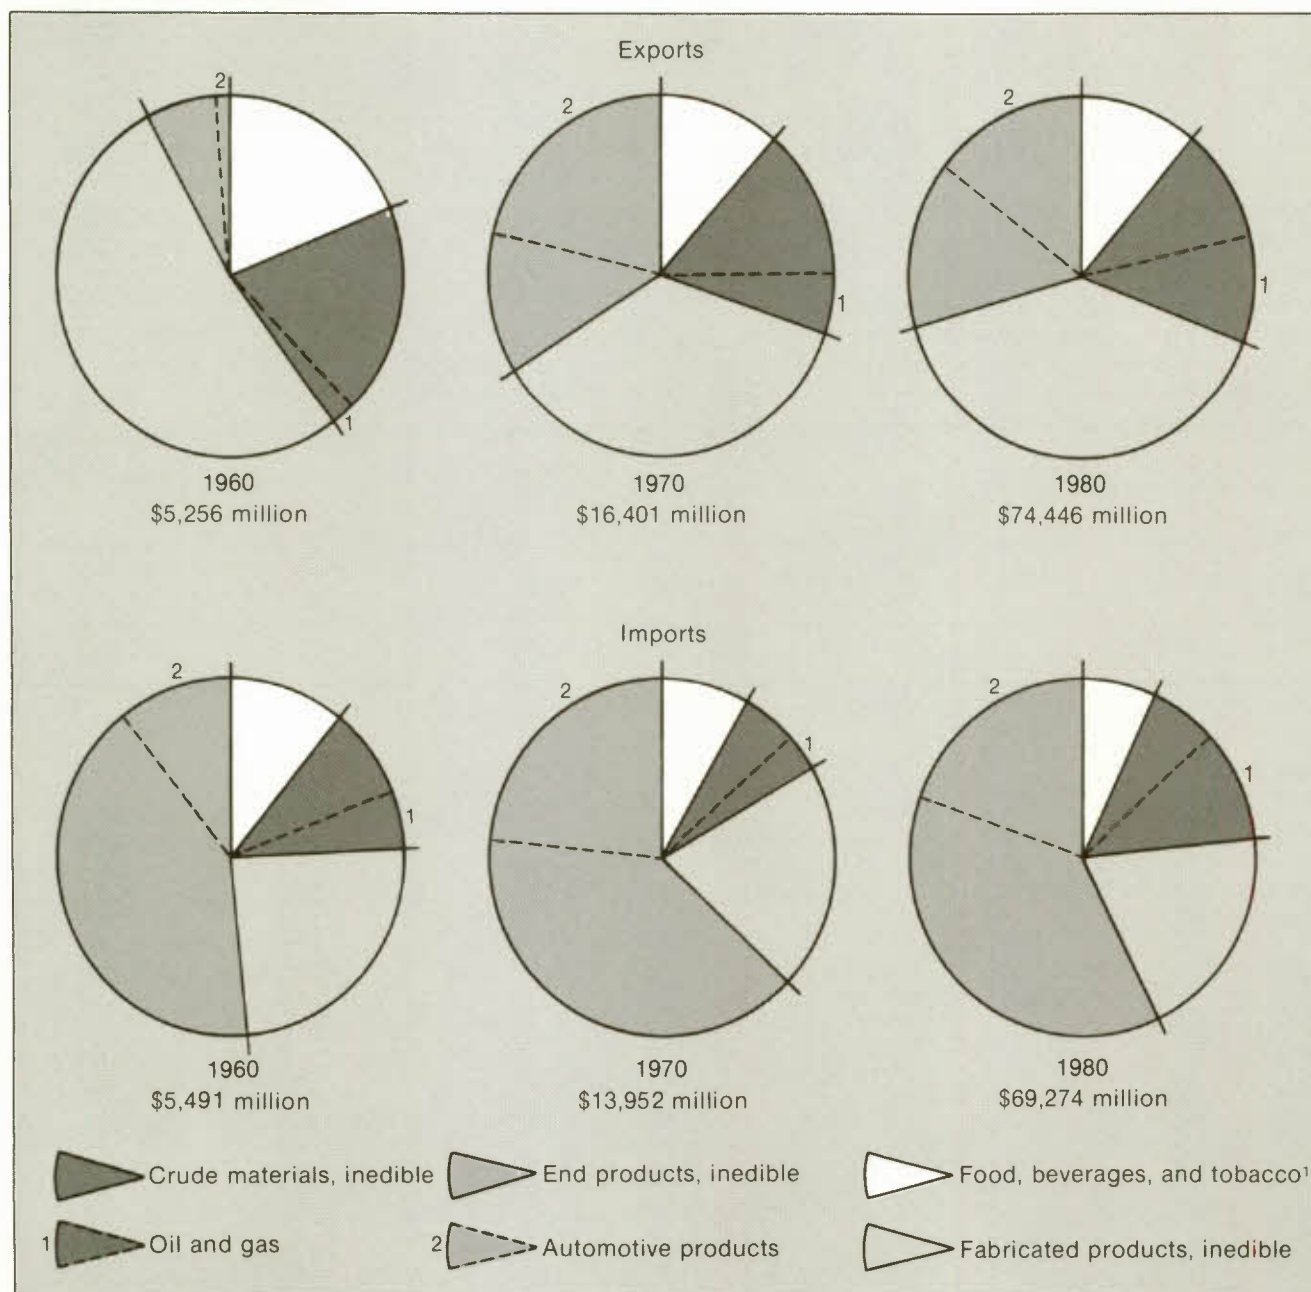 Exports
2
2
2
1
1
1
1960
1970
1980
$5,256 million
$16,401 million
$74,446 million
Imports
2
2
2
1
1
1
1960
1970
1980
$5,491 million
$13,952 million
$69,274 million
Crude materials, inedible
End products, inedible
Food, beverages, and tobacco¹
1 Oil and gas
2 Automotive products
Fabricated products, inedible